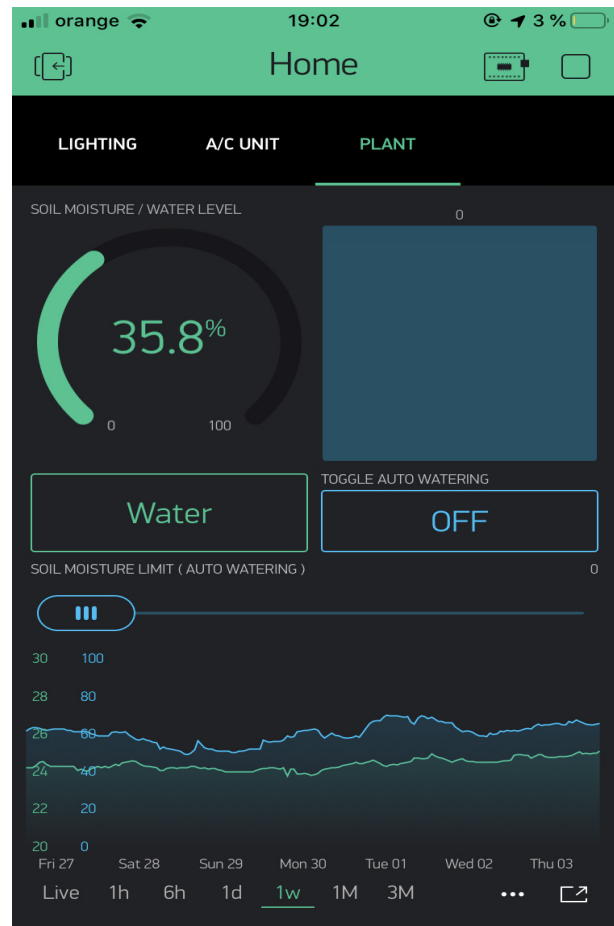 orange 19:02 3 %
Home
LIGHTING A/C UNIT PLANT
SOIL MOISTURE / WATER LEVEL 0
35.8%
0 100
Water
TOGGLE AUTO WATERING
OFF
SOIL MOISTURE LIMIT ( AUTO WATERING ) 0
30 100
28 80
26 60
24 40
22 20
20 0
Fri 27 Sat 28 Sun 29 Mon 30 Tue 01 Wed 02 Thu 03
Live 1h 6h 1d 1w 1M 3M